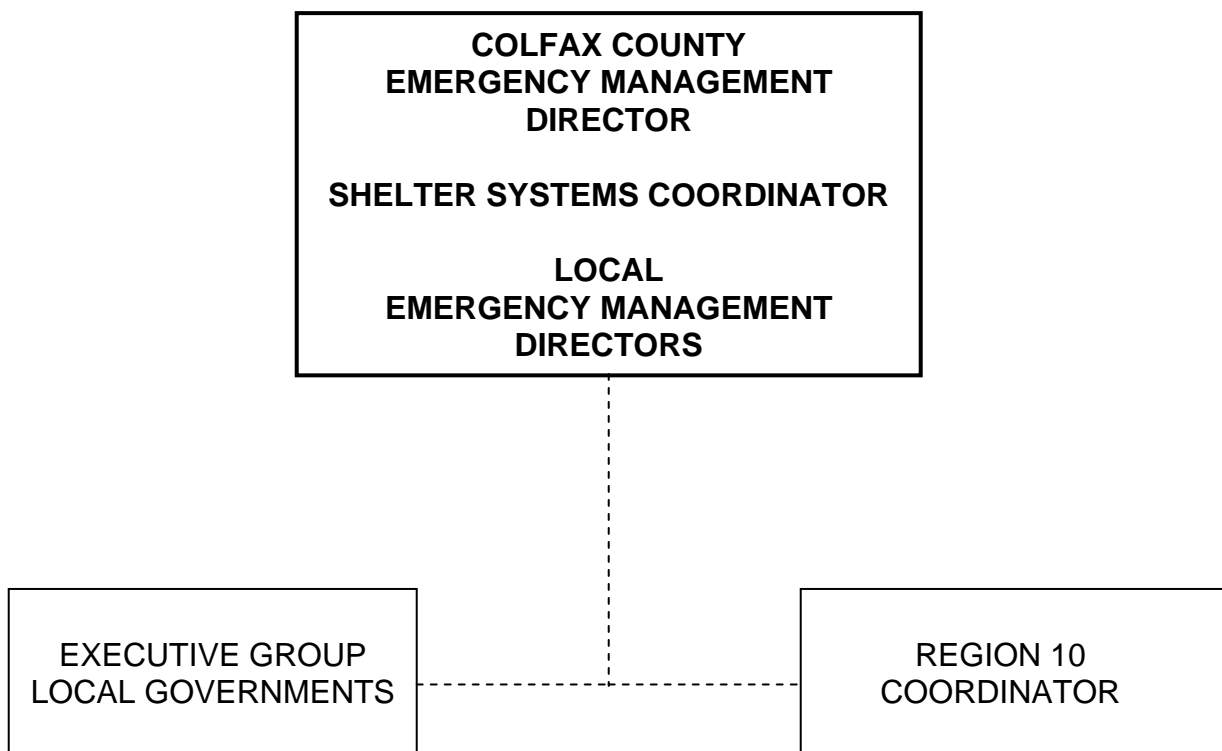 COLFAX COUNTY
EMERGENCY MANAGEMENT
DIRECTOR
SHELTER SYSTEMS COORDINATOR
LOCAL
EMERGENCY MANAGEMENT
DIRECTORS
EXECUTIVE GROUP
LOCAL GOVERNMENTS
REGION 10
COORDINATOR